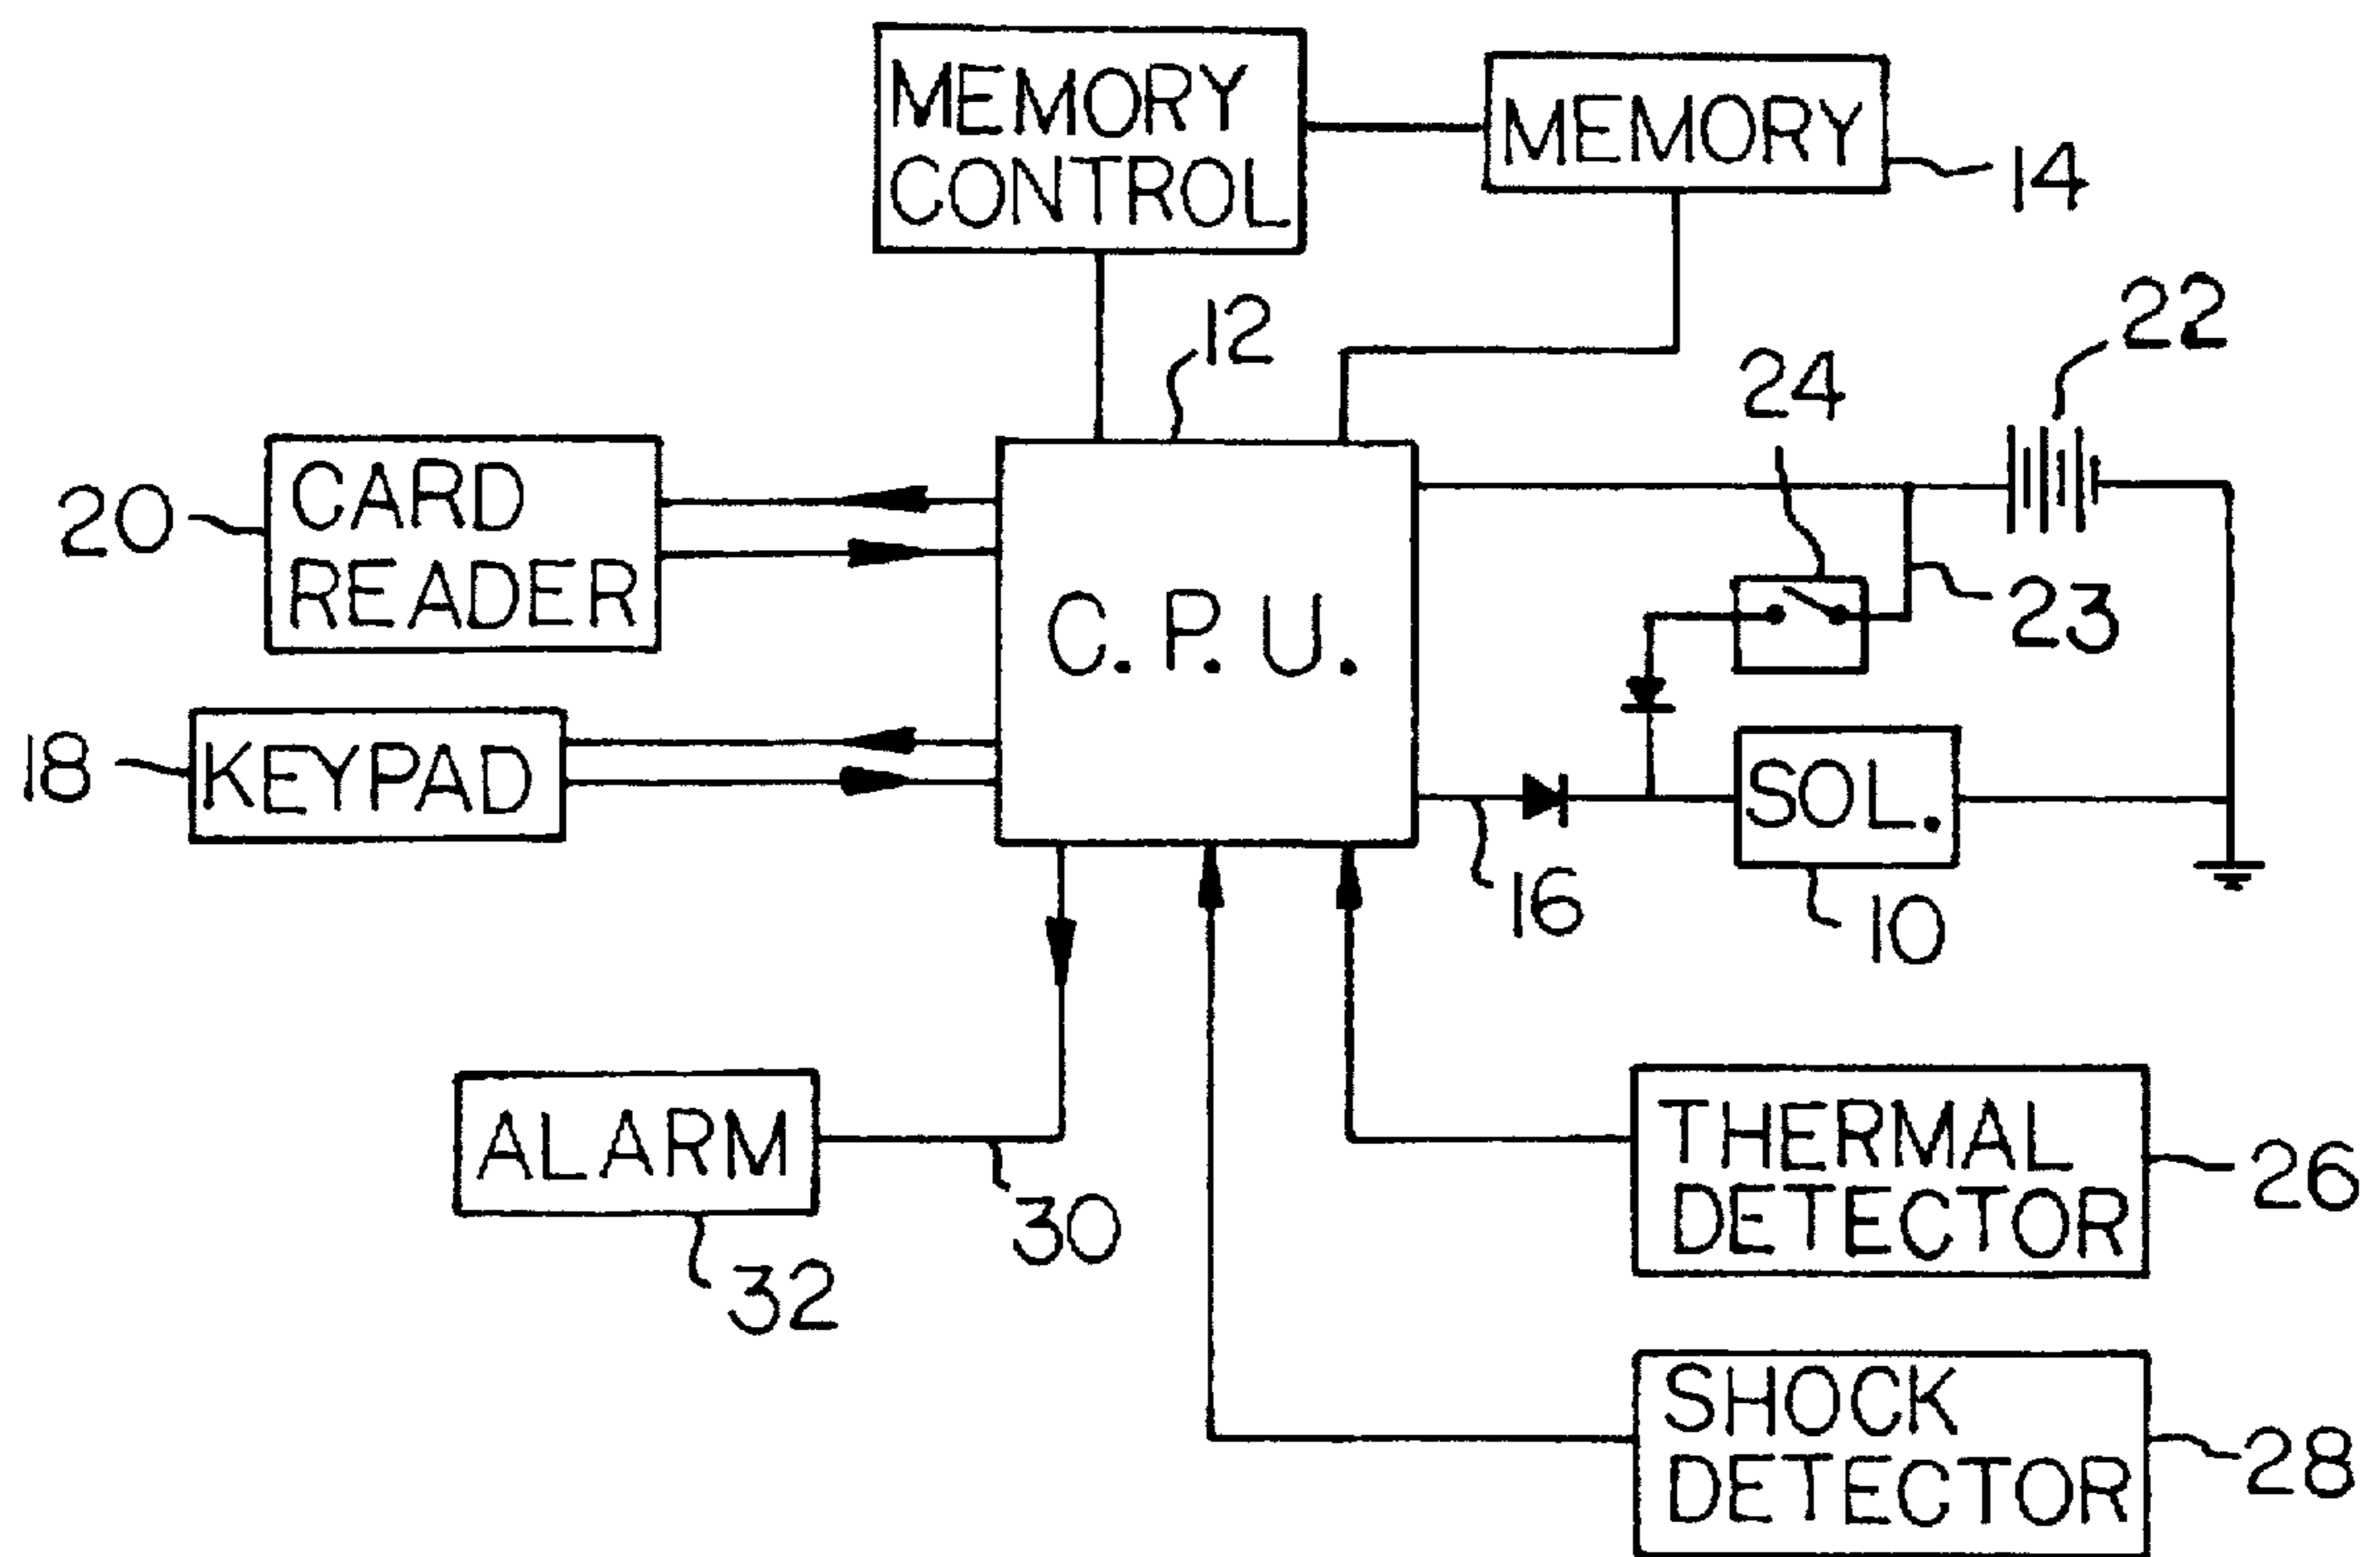 MEMORY
CONTROL
MEMORY
14
12
22
24
20
CARD
READER
C.P.U.
23
18
KEYPAD
SOL.
16
10
ALARM
30
32
THERMAL
DETECTOR
26
SHOCK
DETECTOR
28